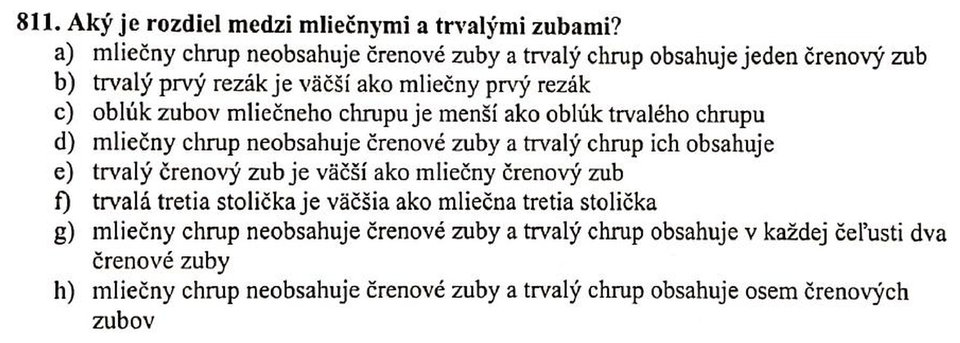 811. Aký je rozdiel medzi mliečnymi a trvalými zubami?
a) mliečny chrup neobsahuje črenové zuby a trvalý chrup obsahuje jeden črenový zub
b) trvalý prvý rezák je väčší ako mliečny prvý rezák
c) oblúk zubov mliečneho chrupu je menší ako oblúk trvalého chrupu
d) mliečny chrup neobsahuje črenové zuby a trvalý chrup ich obsahuje
e) trvalý črenový zub je väčší ako mliečny črenový zub
f) trvalá tretia stolička je väčšia ako mliečna tretia stolička
g) mliečny chrup neobsahuje črenové zuby a trvalý chrup obsahuje v každej čeľusti dva
črenové zuby
h) mliečny chrup neobsahuje črenové zuby a trvalý chrup obsahuje osem črenových
zubov